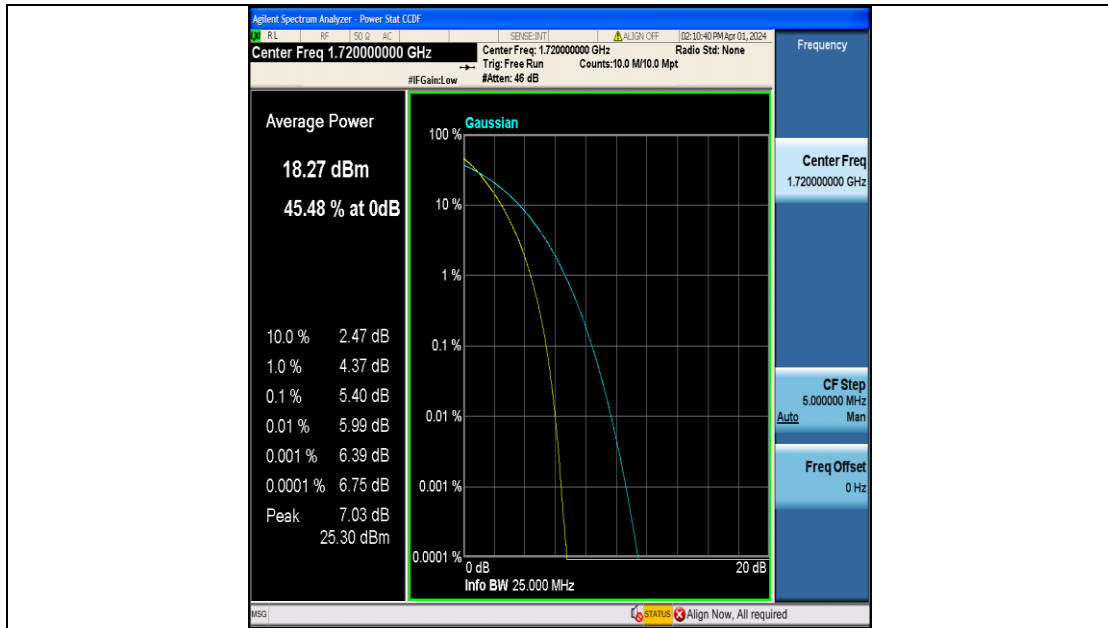 Agilent Spectrum Analyzer - Power Stat CCDF
RL RF 50 Ω AC SENSE:INT ALIGN OFF 02:10:40 PM Apr 01, 2024
Center Freq 1.720000000 GHz
Center Freq: 1.720000000 GHz Radio Std: None
Trig: Free Run Counts:10.0 M/10.0 Mpt
#IFGain:Low #Atten: 46 dB
Frequency
Average Power
18.27 dBm
45.48 % at 0dB
10.0 % 2.47 dB
1.0 % 4.37 dB
0.1 % 5.40 dB
0.01 % 5.99 dB
0.001 % 6.39 dB
0.0001 % 6.75 dB
Peak 7.03 dB
25.30 dBm
Gaussian
100 %
10 %
1 %
0.1 %
0.01 %
0.001 %
0.0001 %
0 dB 20 dB
Info BW 25.000 MHz
Center Freq
1.720000000 GHz
CF Step
5.000000 MHz
Auto Man
Freq Offset
0 Hz
MSG STATUS Align Now, All required